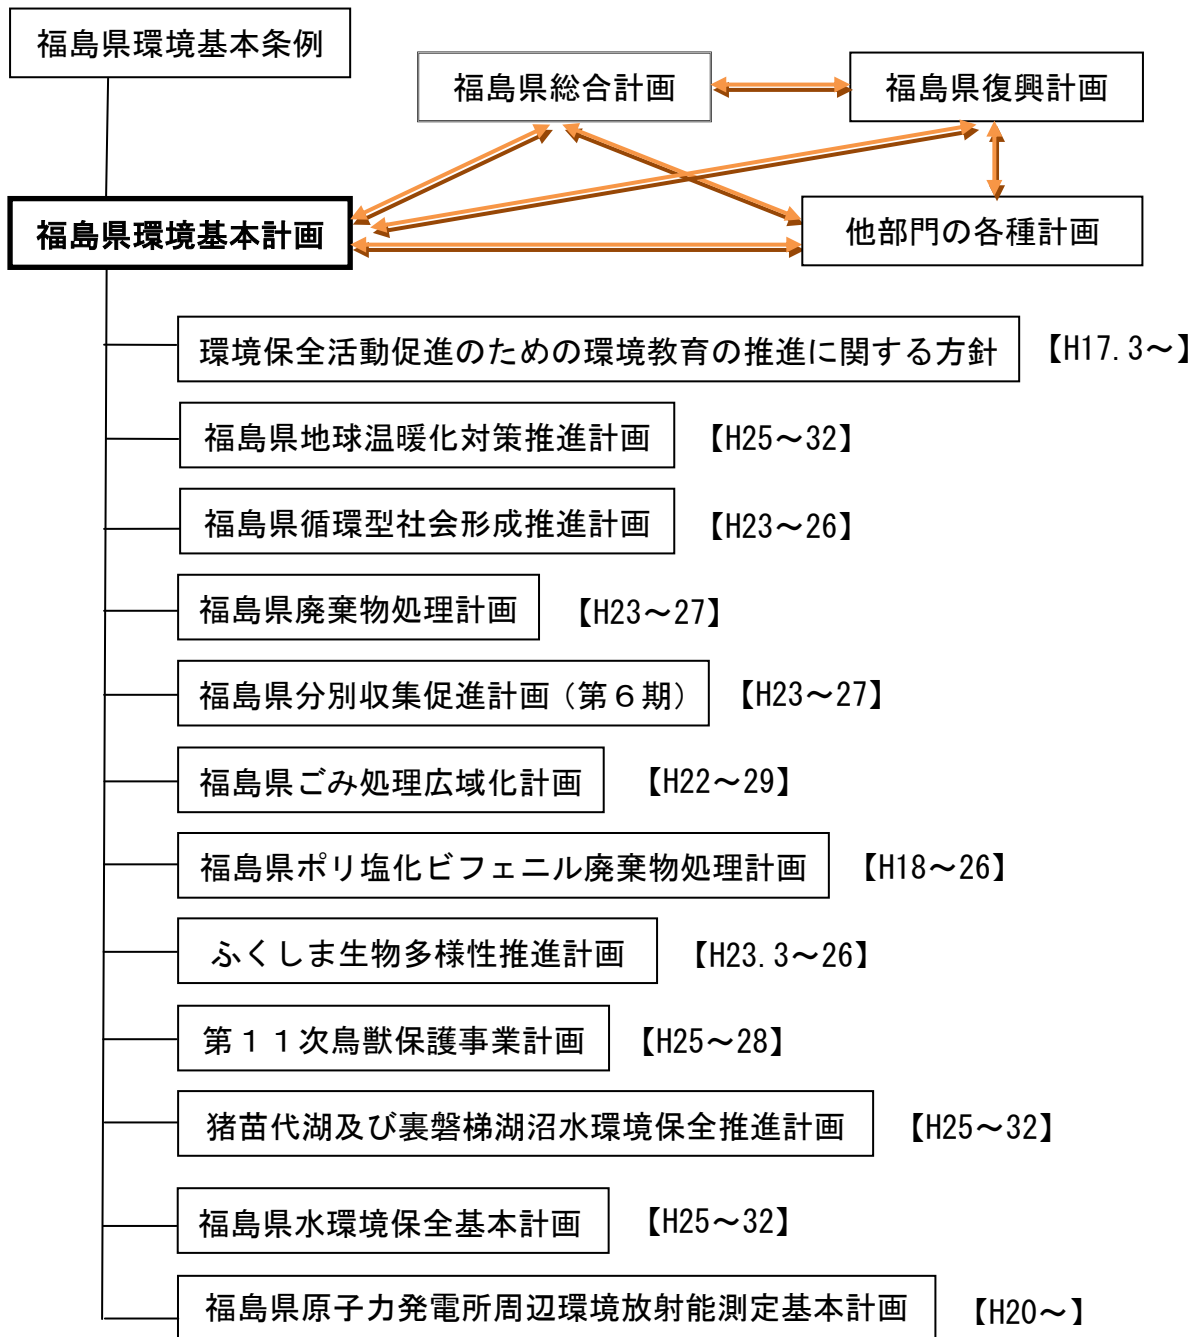 福島県環境基本条例
福島県総合計画
福島県復興計画
福島県環境基本計画
他部門の各種計画
環境保全活動促進のための環境教育の推進に関する方針 【H17.3～】
福島県地球温暖化対策推進計画 【H25～32】
福島県循環型社会形成推進計画 【H23～26】
福島県廃棄物処理計画 【H23～27】
福島県分別収集促進計画（第６期） 【H23～27】
福島県ごみ処理広域化計画 【H22～29】
福島県ポリ塩化ビフェニル廃棄物処理計画 【H18～26】
ふくしま生物多様性推進計画 【H23.3～26】
第１１次鳥獣保護事業計画 【H25～28】
猪苗代湖及び裏磐梯湖沼水環境保全推進計画 【H25～32】
福島県水環境保全基本計画 【H25～32】
福島県原子力発電所周辺環境放射能測定基本計画 【H20～】